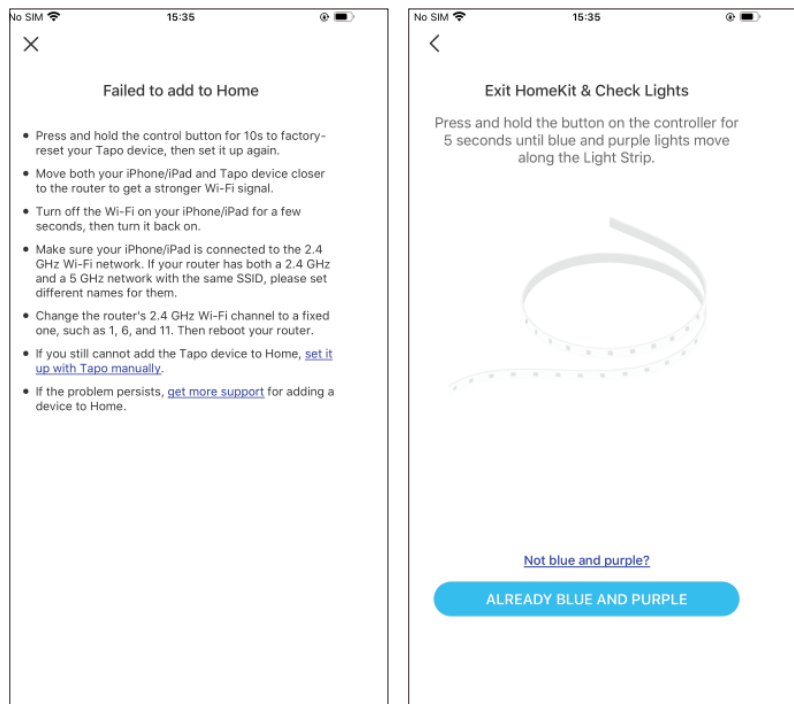 No SIM 15:35
Failed to add to Home
• Press and hold the control button for 10s to factory-
reset your Tapo device, then set it up again.
• Move both your iPhone/iPad and Tapo device closer
to the router to get a stronger Wi-Fi signal.
• Turn off the Wi-Fi on your iPhone/iPad for a few
seconds, then turn it back on.
• Make sure your iPhone/iPad is connected to the 2.4
GHz Wi-Fi network. If your router has both a 2.4 GHz
and a 5 GHz network with the same SSID, please set
different names for them.
• Change the router's 2.4 GHz Wi-Fi channel to a fixed
one, such as 1, 6, and 11. Then reboot your router.
• If you still cannot add the Tapo device to Home, set it
up with Tapo manually.
• If the problem persists, get more support for adding a
device to Home.
No SIM 15:35
Exit HomeKit & Check Lights
Press and hold the button on the controller for
5 seconds until blue and purple lights move
along the Light Strip.
Not blue and purple?
ALREADY BLUE AND PURPLE